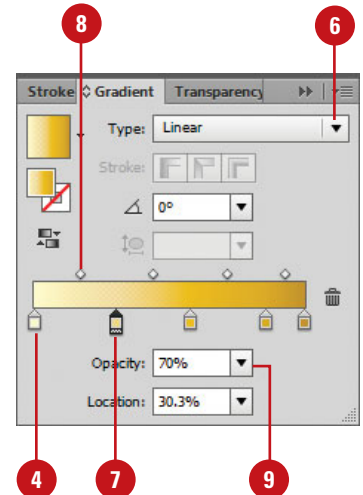 8
6
Stroke Gradient Transparency
Type: Linear
Stroke:
0°
Opacity: 70%
Location: 30.3%
4
7
9